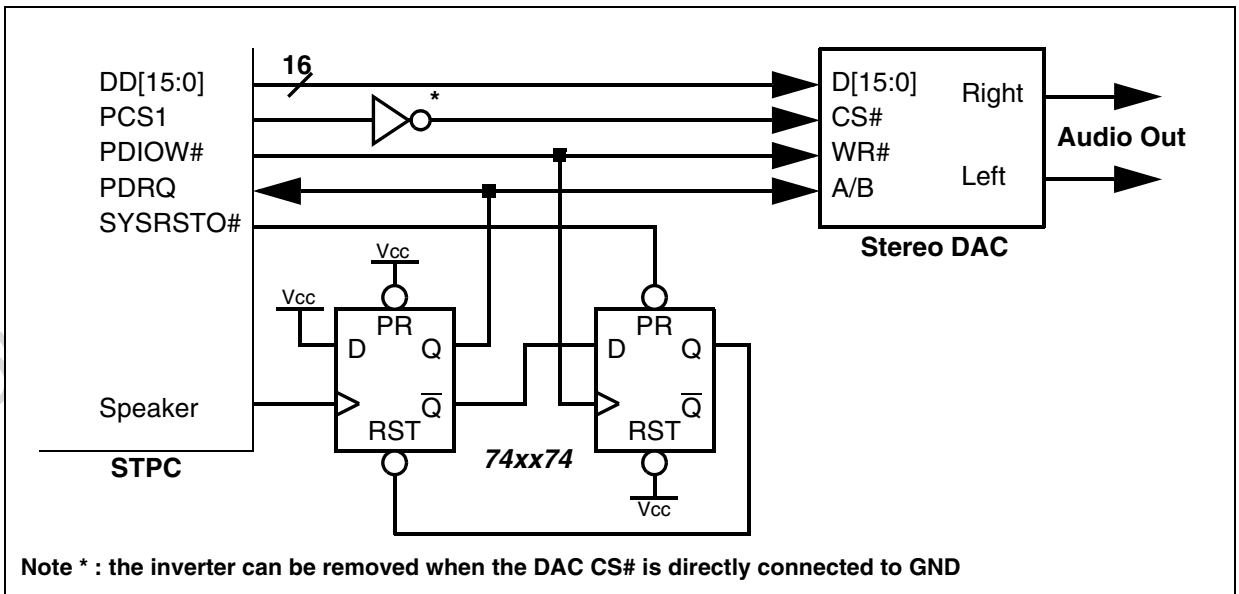 16
DD[15:0]
PCS1
PDIOW#
PDRQ
SYSRSTO#
Speaker
STPC
*
D[15:0]
CS#
WR#
A/B
Right
Left
Audio Out
Stereo DAC
Vcc
Vcc
PR
D
Q
Q
RST
74xx74
PR
D
Q
Q
RST
Vcc
Note * : the inverter can be removed when the DAC CS# is directly connected to GND